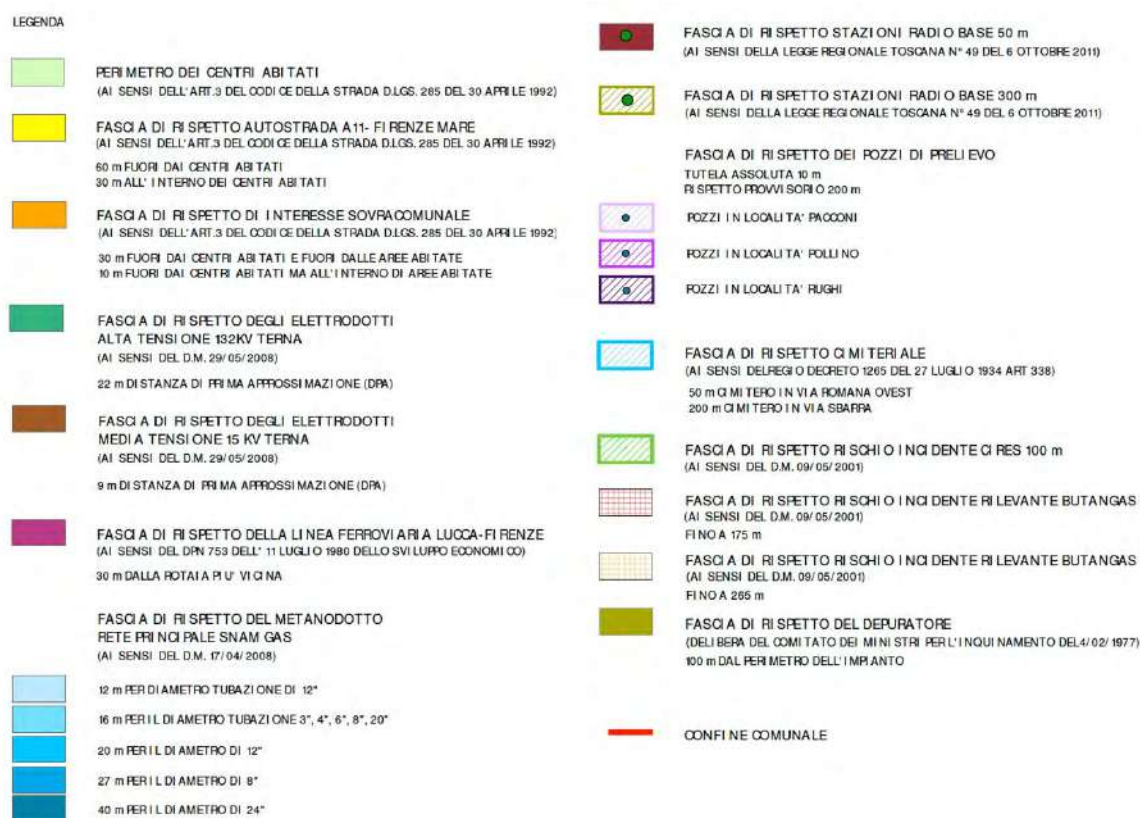 LEGENDA
PERIMETRO DEI CENTRI ABITATI
(AI SENSI DELL'ART.3 DEL CODICE DELLA STRADA D.LGS. 285 DEL 30 APRILE 1992)
FASCIA DI RISPETTO AUTOSTRADA A11- FIRENZE MARE
(AI SENSI DELL'ART.3 DEL CODICE DELLA STRADA D.LGS. 285 DEL 30 APRILE 1992)
60 m FUORI DAI CENTRI ABITATI
30 m ALL'INTERNO DEI CENTRI ABITATI
FASCIA DI RISPETTO DI INTERESSE SOVRACOMUNALE
(AI SENSI DELL'ART.3 DEL CODICE DELLA STRADA D.LGS. 285 DEL 30 APRILE 1992)
30 m FUORI DAI CENTRI ABITATI E FUORI DALLE AREE ABITATE
10 m FUORI DAI CENTRI ABITATI MA ALL'INTERNO DI AREE ABITATE
FASCIA DI RISPETTO DEGLI ELETTRODOTTI
ALTA TENSIONE 132KV TERNA
(AI SENSI DEL D.M. 29/05/2008)
22 m DISTANZA DI PRIMA APPROSSIMAZIONE (DPA)
FASCIA DI RISPETTO DEGLI ELETTRODOTTI
MEDIA TENSIONE 15 KV TERNA
(AI SENSI DEL D.M. 29/05/2008)
9 m DISTANZA DI PRIMA APPROSSIMAZIONE (DPA)
FASCIA DI RISPETTO DELLA LINEA FERROVIARIA LUCCA-FIRENZE
(AI SENSI DEL DPN 753 DELL' 11 LUGLIO 1980 DELLO SVILUPPO ECONOMICO)
30 m DALLA ROTAIA PIU' VICINA
FASCIA DI RISPETTO DEL METANODOTTO
RETE PRINCIPALE SNAM GAS
(AI SENSI DEL D.M. 17/04/2008)
12 m PER DIAMETRO TUBAZIONE DI 12"
16 m PER IL DIAMETRO TUBAZIONE 3", 4", 6", 8", 20"
20 m PER IL DIAMETRO DI 12"
27 m PER IL DIAMETRO DI 8"
40 m PER IL DIAMETRO DI 24"
FASCIA DI RISPETTO STAZIONI RADIO BASE 50 m
(AI SENSI DELLA LEGGE REGIONALE TOSCANA N° 49 DEL 6 OTTOBRE 2011)
FASCIA DI RISPETTO STAZIONI RADIO BASE 300 m
(AI SENSI DELLA LEGGE REGIONALE TOSCANA N° 49 DEL 6 OTTOBRE 2011)
FASCIA DI RISPETTO DEI POZZI DI PRELIEVO
TUTELA ASSOLUTA 10 m
RISPETTO PROVVISORIO 200 m
POZZI IN LOCALITA' PACCONI
POZZI IN LOCALITA' POLLINO
POZZI IN LOCALITA' RUGHI
FASCIA DI RISPETTO CIMITERIALE
(AI SENSI DEL REGIO DECRETO 1265 DEL 27 LUGLIO 1934 ART 338)
50 m CIMITERO IN VIA ROMANA OVEST
200 m CIMITERO IN VIA SBARRA
FASCIA DI RISPETTO RISCHIO INCIDENTE CIRES 100 m
(AI SENSI DEL D.M. 09/05/2001)
FASCIA DI RISPETTO RISCHIO INCIDENTE RILEVANTE BUTANGAS
(AI SENSI DEL D.M. 09/05/2001)
FINO A 175 m
FASCIA DI RISPETTO RISCHIO INCIDENTE RILEVANTE BUTANGAS
(AI SENSI DEL D.M. 09/05/2001)
FINO A 265 m
FASCIA DI RISPETTO DEL DEPURATORE
(DELIBERA DEL COMITATO DEI MINISTRI PER L'INQUINAMENTO DEL 4/02/1977)
100 m DAL PERIMETRO DELL'IMPIANTO
CONFINE COMUNALE